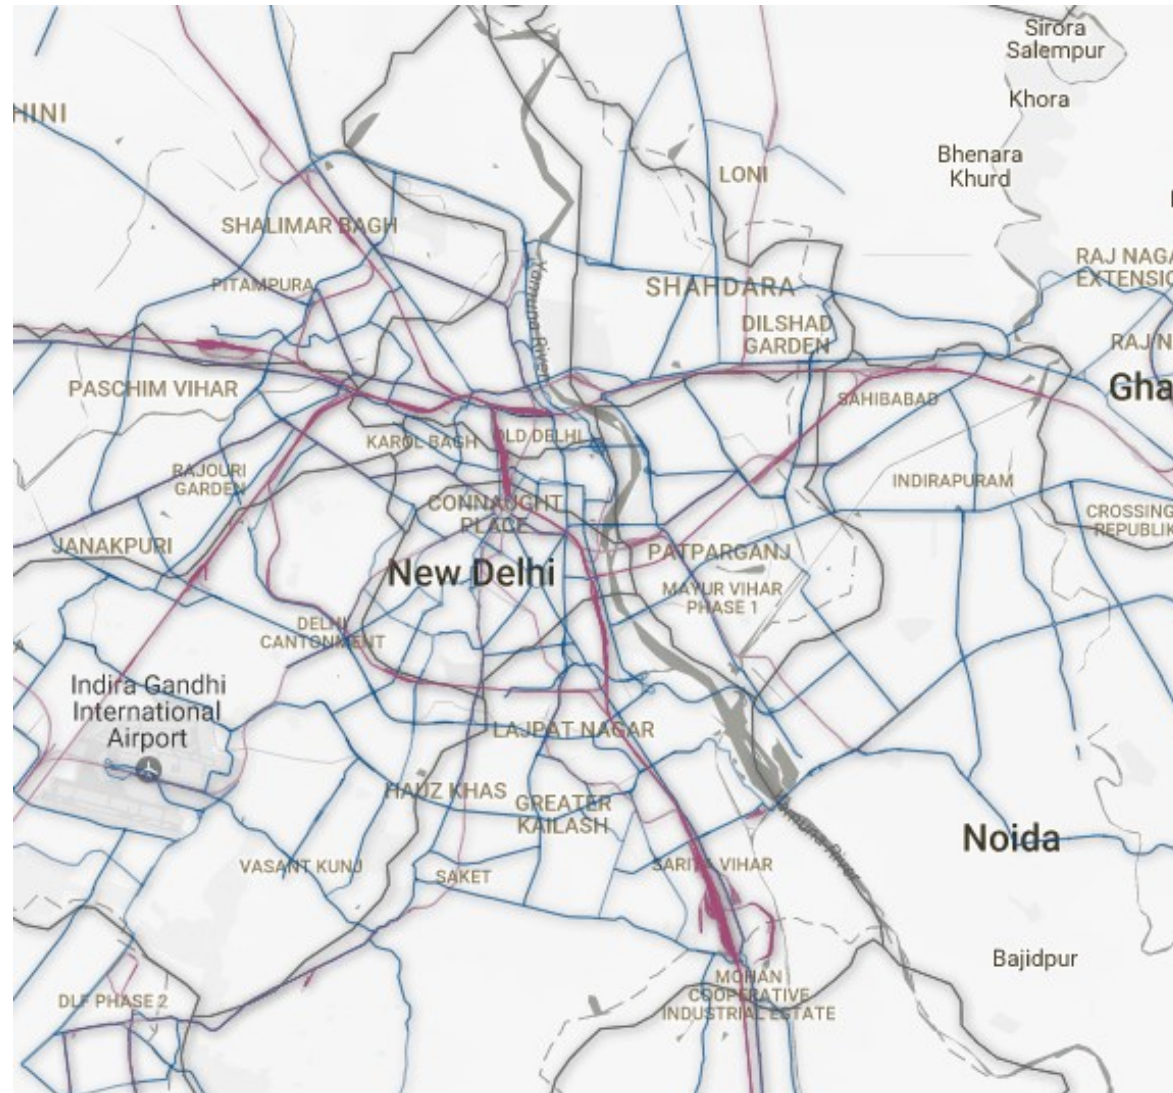 Sirora
Salempur
Khora
HINI
Bhenara
Khurd
LONI
SHALIMAR BAGH
RAJ NAGA
EXTENSIO
PITAMPURA
Yamuna River
SHAHDARA
DILSHAD
GARDEN
RAJ N
PASCHIM VIHAR
Gha
SAHIBABAD
KAROL BAGH
OLD DELHI
RAJOURI
GARDEN
INDIRAPURAM
CONNAUGHT
PLACE
CROSSING
REPUBLIK
JANAKPURI
PATPARGANJ
New Delhi
MAYUR VIHAR
PHASE 1
DELHI
CANTONMENT
Indira Gandhi
International
Airport
LAJPAT NAGAR
HAUZ KHAS
GREATER
KAILASH
Yamuna River
Noida
VASANT KUNJ
SAKET
SARITA VIHAR
Bajidpur
DLF PHASE 2
MOHAN
COOPERATIVE
INDUSTRIAL ESTATE